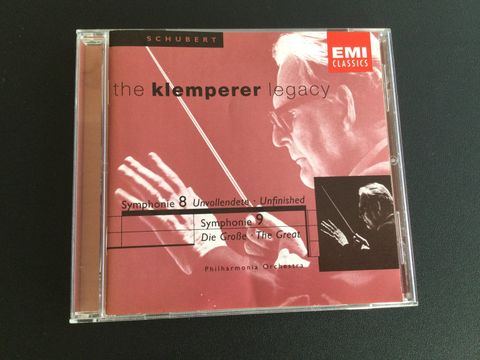 SCHUBERT
EMI
CLASSICS
the klemperer legacy
Symphonie 8 Unvollendete · Unfinished
Symphonie 9
Die Große · The Great
Philharmonia Orchestra